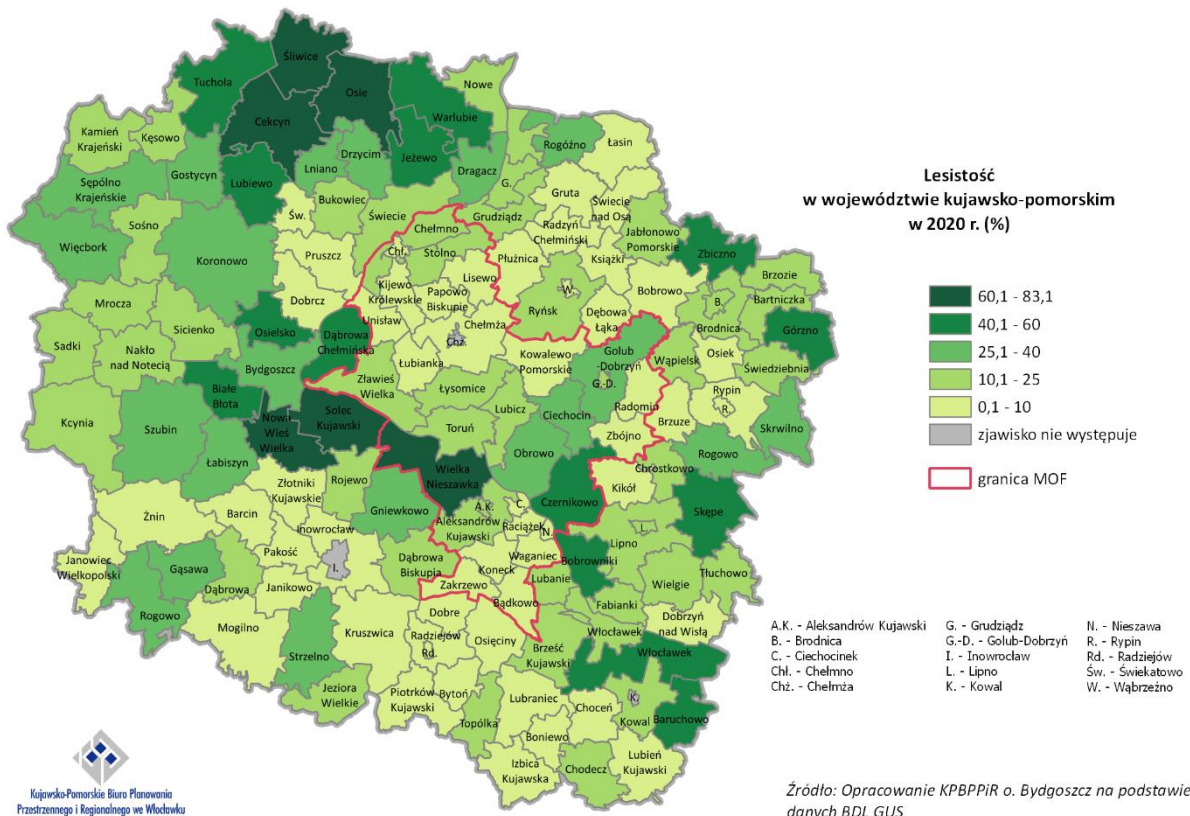 Śliwice
Tuchola
Osie
Nowe
Cekcyn
Warlubie
Kamień
Krajeński
Kęsowo
Rogóźno
Łasin
Drzycim
Jeżewo
Gostycyn
Lniano
Dragacz
Sępólno
Krajeńskie
Lubiewo
G.
Gruta
Bukowiec
Świecie
nad Osą
Św.
Świecie
Grudziądz
Sośno
Chełmno
Radzyń
Chełmiński
Jabłonowo
Pomorskie
Zbiczno
Więcbork
Koronowo
Pruszcz
Chł.
Stolno
Płużnica
Książki
Brzozie
Lisewo
Bartniczka
Kijewo
Królewskie
Papowo
Biskupie
W.
Bobrowo
B.
Mrocza
Dobrcz
Ryńsk
Dębowa
Łąka
Brodnica
Górzno
Sicienko
Osielsko
Dąbrowa
Chełmińska
Unisław
Chełmża
Chż.
Sadki
Nakło
nad Notecią
Łubianka
Kowalewo
Pomorskie
Golub
-Dobrzyń
Wąpielsk
Osiek
Świedziebnia
Bydgoszcz
Zławieś
Wielka
Łysomice
G.-D.
Rypin
R.
Białe
Błota
Kcynia
Solec
Kujawski
Lubicz
Ciechocin
Radomin
Brzuze
Nowa
Wieś
Wielka
Toruń
Skrwilno
Szubin
Zbójno
Rogowo
Łabiszyn
Wielka
Nieszawka
Obrowo
Złotniki
Kujawskie
Rojewo
Chrostkowo
Kikół
Czernikowo
Żnin
Barcin
Gniewkowo
A.K.
C.
Skępe
Inowrocław
Aleksandrów
Kujawski
Raciążek
N.
L.
Lipno
Pakość
I.
Dąbrowa
Biskupia
Waganiec
Bobrowniki
Janowiec
Wielkopolski
Gąsawa
Koneck
Tłuchowo
Dąbrowa
Janikowo
Zakrzewo
Lubanie
Wielgie
Bądkowo
Fabianki
Rogowo
Dobre
Dobrzyń
nad Wisłą
Mogilno
Kruszwica
Radziejów
Osięciny
Włocławek
Rd.
Brześć
Kujawski
Włocławek
Strzelno
Jeziora
Wielkie
Piotrków
Kujawski
Bytoń
Lubraniec
Choceń
K.
Topólka
Kowal
Baruchowo
Boniewo
Izbica
Kujawska
Lubień
Kujawski
Chodecz
Lesistość
w województwie kujawsko-pomorskim
w 2020 r. (%)
60,1 - 83,1
40,1 - 60
25,1 - 40
10,1 - 25
0,1 - 10
zjawisko nie występuje
granica MOF
A.K. - Aleksandrów Kujawski
B. - Brodnica
C. - Ciechocinek
Chł. - Chełmno
Chż. - Chełmża
G. - Grudziądz
G.-D. - Golub-Dobrzyń
I. - Inowrocław
L. - Lipno
K. - Kowal
N. - Nieszawa
R. - Rypin
Rd. - Radziejów
Św. - Świekatowo
W. - Wąbrzeźno
Kujawsko-Pomorskie Biuro Planowania
Przestrzennego i Regionalnego we Włocławku
Źródło: Opracowanie KPBPPiR o. Bydgoszcz na podstawie
danych BDL GUS